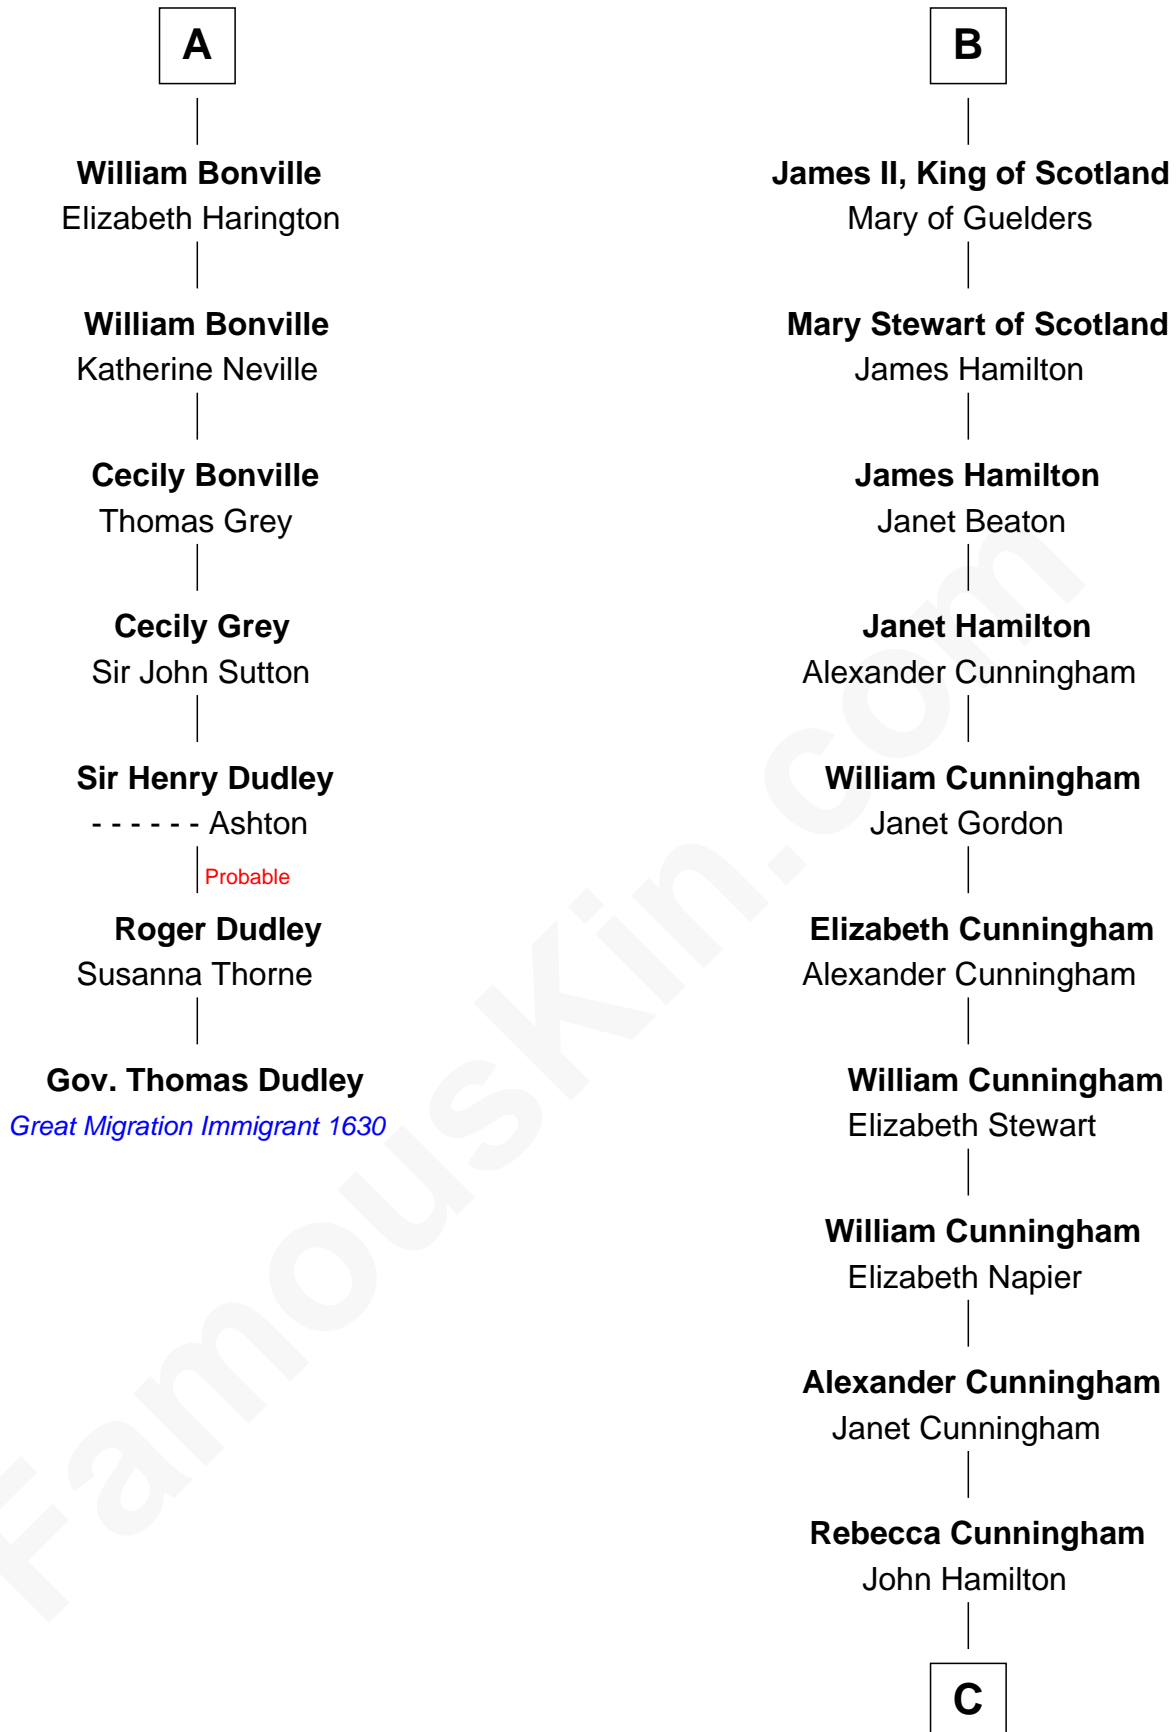 A
William Bonville
Elizabeth Harington
William Bonville
Katherine Neville
Cecily Bonville
Thomas Grey
Cecily Grey
Sir John Sutton
Sir Henry Dudley
- - - - - - Ashton
Probable
Roger Dudley
Susanna Thorne
Gov. Thomas Dudley
Great Migration Immigrant 1630
B
James II, King of Scotland
Mary of Guelders
Mary Stewart of Scotland
James Hamilton
James Hamilton
Janet Beaton
Janet Hamilton
Alexander Cunningham
William Cunningham
Janet Gordon
Elizabeth Cunningham
Alexander Cunningham
William Cunningham
Elizabeth Stewart
William Cunningham
Elizabeth Napier
Alexander Cunningham
Janet Cunningham
Rebecca Cunningham
John Hamilton
C
FamousKin.com